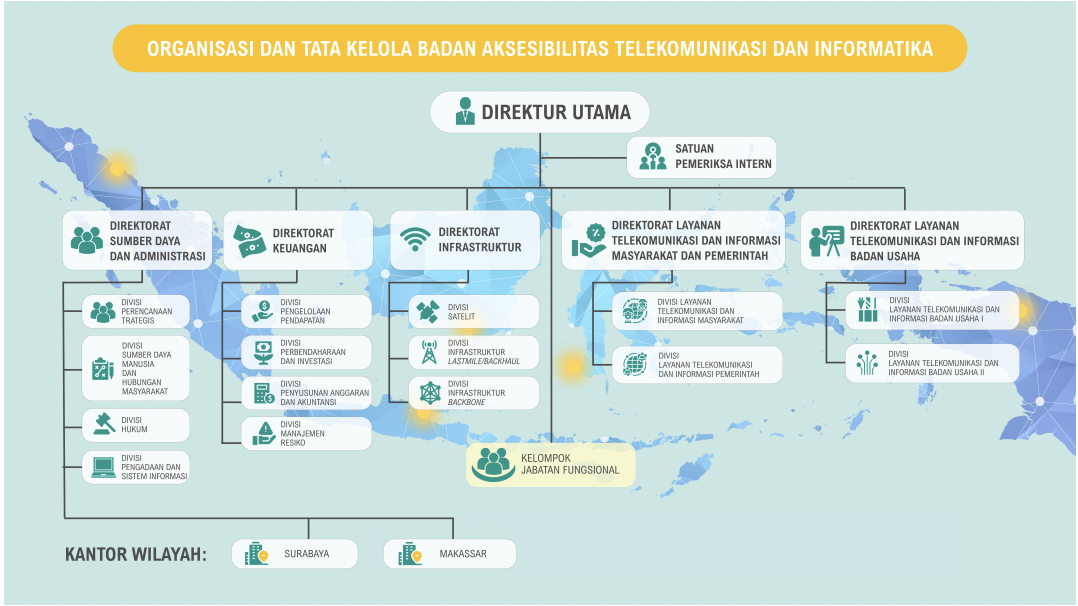 ORGANISASI DAN TATA KELOLA BADAN AKSESIBILITAS TELEKOMUNIKASI DAN INFORMATIKA
DIREKTUR UTAMA
SATUAN
PEMERIKSA INTERN
DIREKTORAT
SUMBER DAYA
DAN ADMINISTRASI
DIREKTORAT
KEUANGAN
DIREKTORAT
INFRASTRUKTUR
DIREKTORAT LAYANAN
TELEKOMUNIKASI DAN INFORMASI
MASYARAKAT DAN PEMERINTAH
DIREKTORAT LAYANAN
TELEKOMUNIKASI DAN INFORMASI
BADAN USAHA
DIVISI
PERENCANAAN
TRATEGIS
DIVISI
SUMBER DAYA
MANUSIA
DAN
HUBUNGAN
MASYARAKAT
DIVISI
HUKUM
DIVISI
PENGADAAN DAN
SISTEM INFORMASI
DIVISI
PENGELOLAAN
PENDAPATAN
DIVISI
PERBENDAHARAAN
DAN INVESTASI
DIVISI
PENYUSUNAN ANGGARAN
DAN AKUNTANSI
DIVISI
MANAJEMEN
RESIKO
DIVISI
SATELIT
DIVISI
INFRASTRUKTUR
LASTMILE/BACKHAUL
DIVISI
INFRASTRUKTUR
BACKBONE
DIVISI LAYANAN
TELEKOMUNIKASI DAN
INFORMASI MASYARAKAT
DIVISI
LAYANAN TELEKOMUNIKASI
DAN INFORMASI PEMERINTAH
DIVISI
LAYANAN TELEKOMUNIKASI DAN
INFORMASI BADAN USAHA I
DIVISI
LAYANAN TELEKOMUNIKASI DAN
INFORMASI BADAN USAHA II
KELOMPOK
JABATAN FUNGSIONAL
KANTOR WILAYAH:
SURABAYA
MAKASSAR